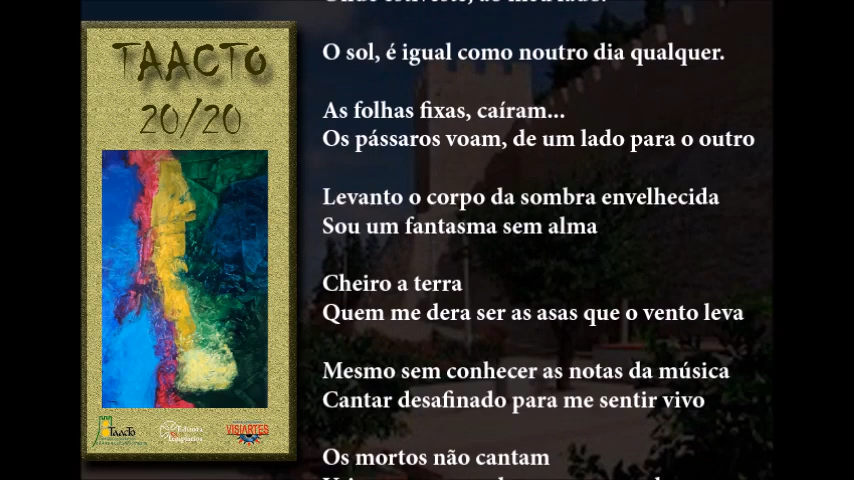 TAACTO
20/20
O sol, é igual como noutro dia qualquer.
As folhas fixas, caíram...
Os pássaros voam, de um lado para o outro
Levanto o corpo da sombra envelhecida
Sou um fantasma sem alma
Cheiro a terra
Quem me dera ser as asas que o vento leva
Mesmo sem conhecer as notas da música
Cantar desafinado para me sentir vivo
Os mortos não cantam
Taacto
VISIARTES